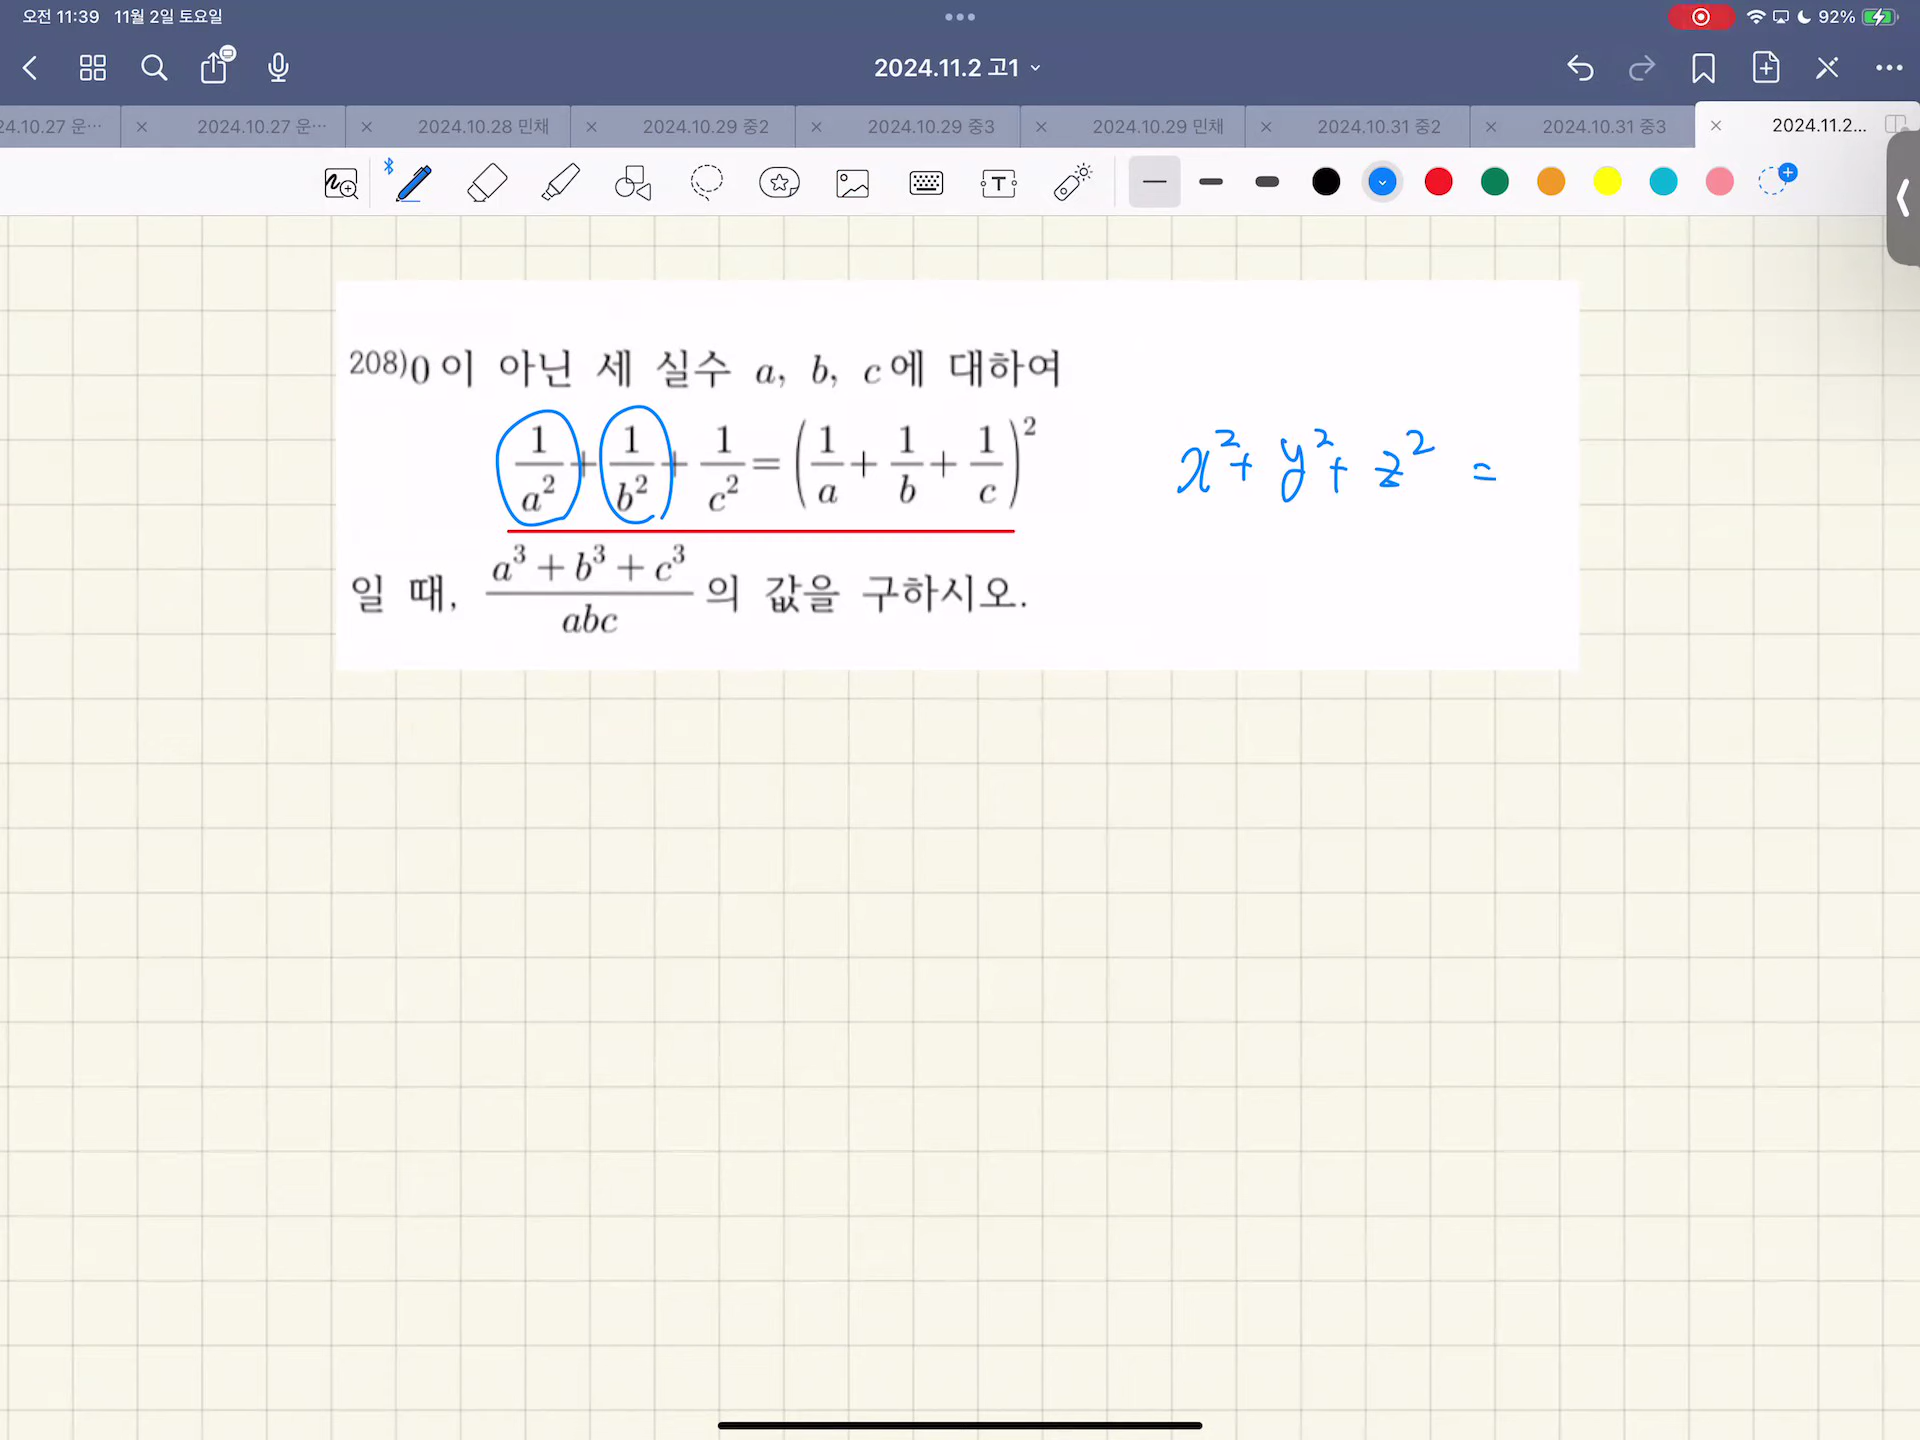 오전 11:39 11월 2일 토요일 92%
2024.11.2 고1
24.10.27 운… 2024.10.27 운… 2024.10.28 민채 2024.10.29 중2 2024.10.29 중3 2024.10.29 민채 2024.10.31 중2 2024.10.31 중3 2024.11.2...
208)0이 아닌 세 실수 a, b, c에 대하여
1/a² + 1/b² + 1/c² = (1/a + 1/b + 1/c)² x² + y² + z² =
일 때, (a³ + b³ + c³)/abc 의 값을 구하시오.